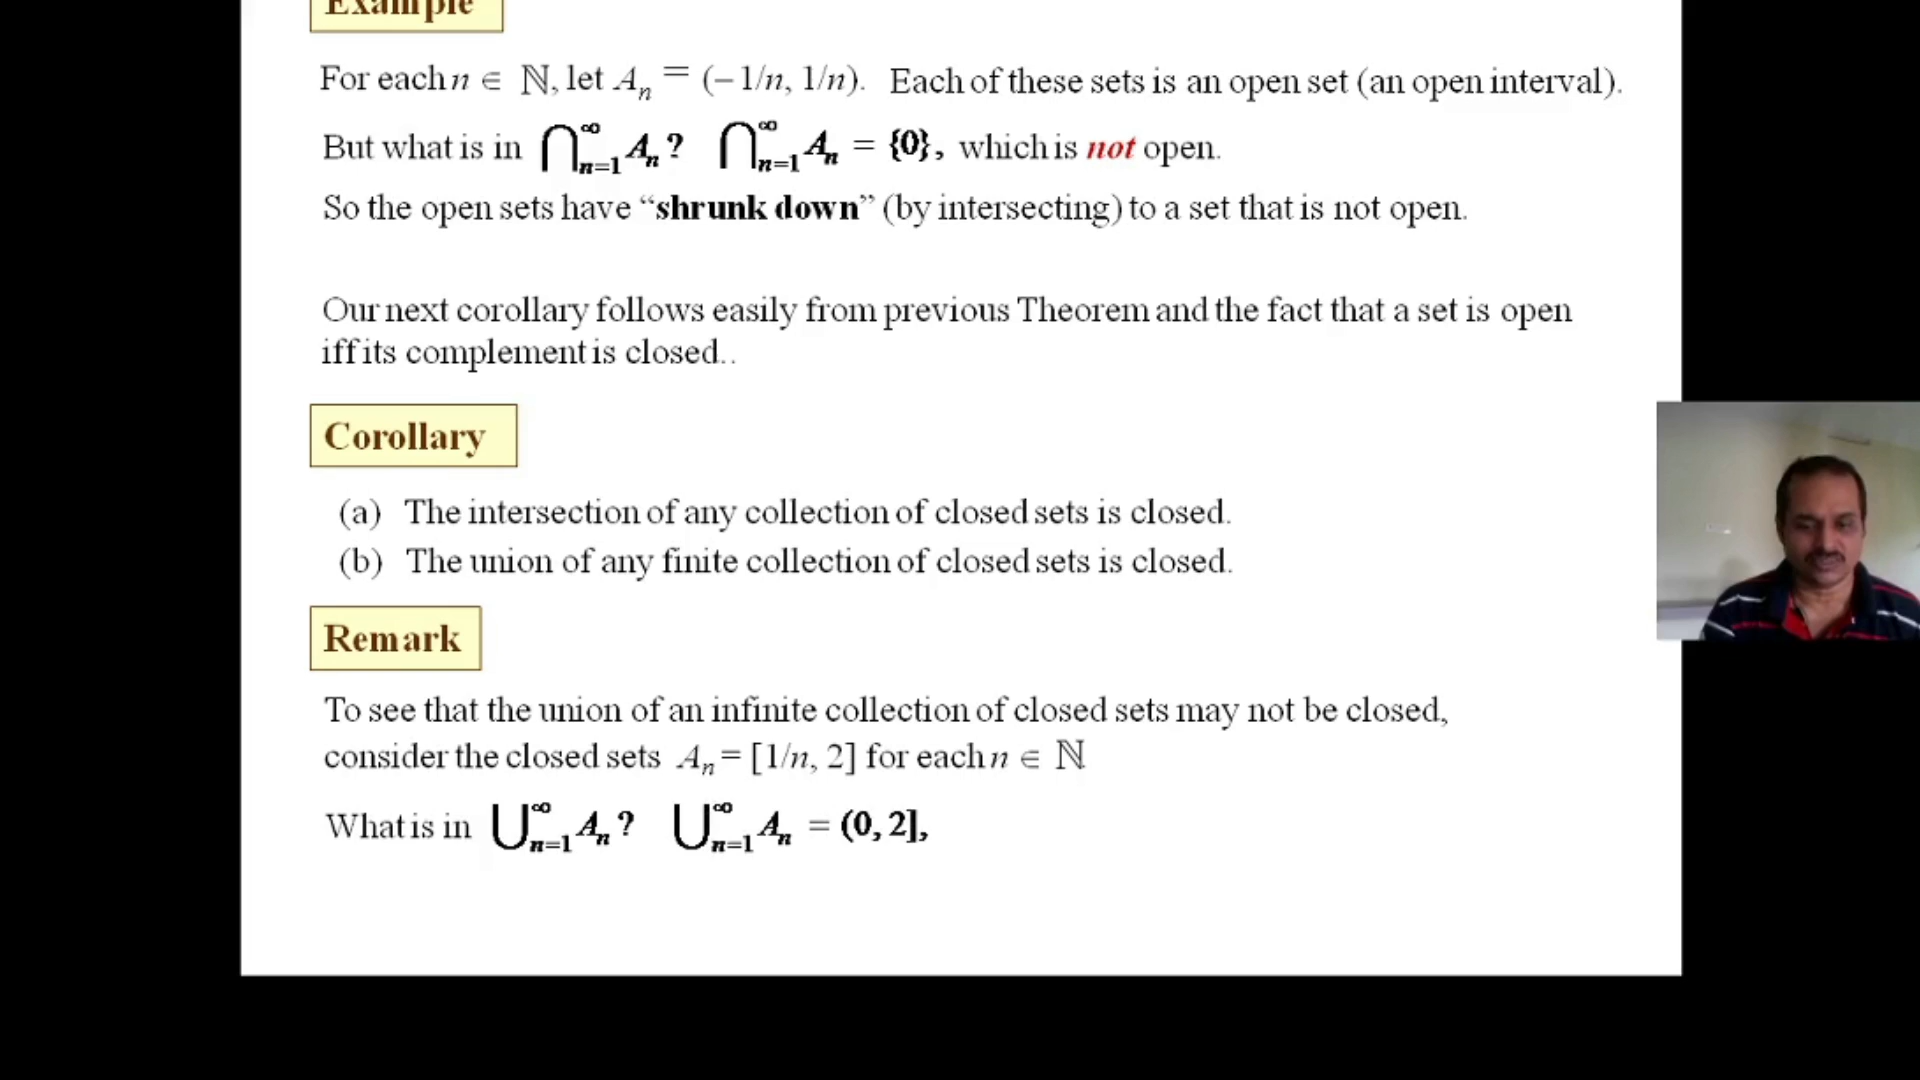 Example
For each n ∈ ℕ, let Aₙ = (– 1/n, 1/n). Each of these sets is an open set (an open interval).
But what is in ⋂ₙ₌₁^∞ Aₙ ? ⋂ₙ₌₁^∞ Aₙ = {0}, which is not open.
So the open sets have “shrunk down” (by intersecting) to a set that is not open.
Our next corollary follows easily from previous Theorem and the fact that a set is open
iff its complement is closed..
Corollary
(a) The intersection of any collection of closed sets is closed.
(b) The union of any finite collection of closed sets is closed.
Remark
To see that the union of an infinite collection of closed sets may not be closed,
consider the closed sets Aₙ = [1/n, 2] for each n ∈ ℕ
What is in ⋃ₙ₌₁^∞ Aₙ ? ⋃ₙ₌₁^∞ Aₙ = (0, 2],